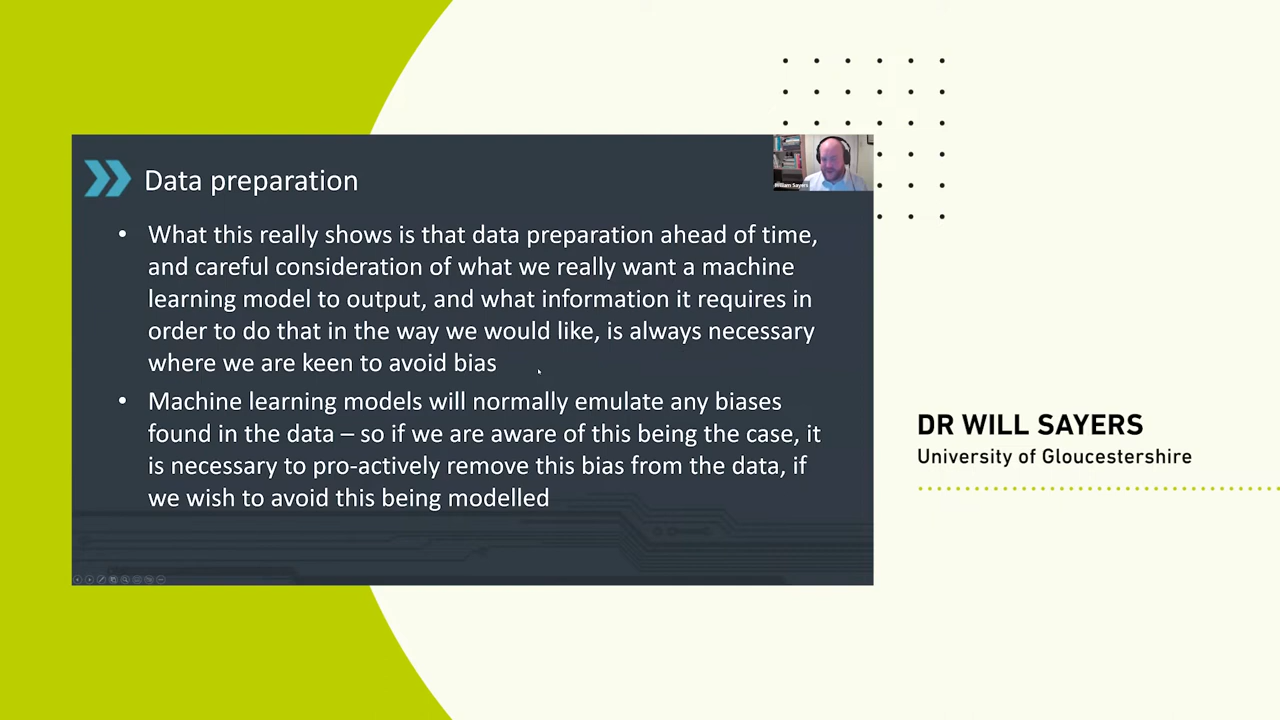 Data preparation
William Sayers
• What this really shows is that data preparation ahead of time,
and careful consideration of what we really want a machine
learning model to output, and what information it requires in
order to do that in the way we would like, is always necessary
where we are keen to avoid bias
• Machine learning models will normally emulate any biases
found in the data – so if we are aware of this being the case, it
is necessary to pro-actively remove this bias from the data, if
we wish to avoid this being modelled
DR WILL SAYERS
University of Gloucestershire